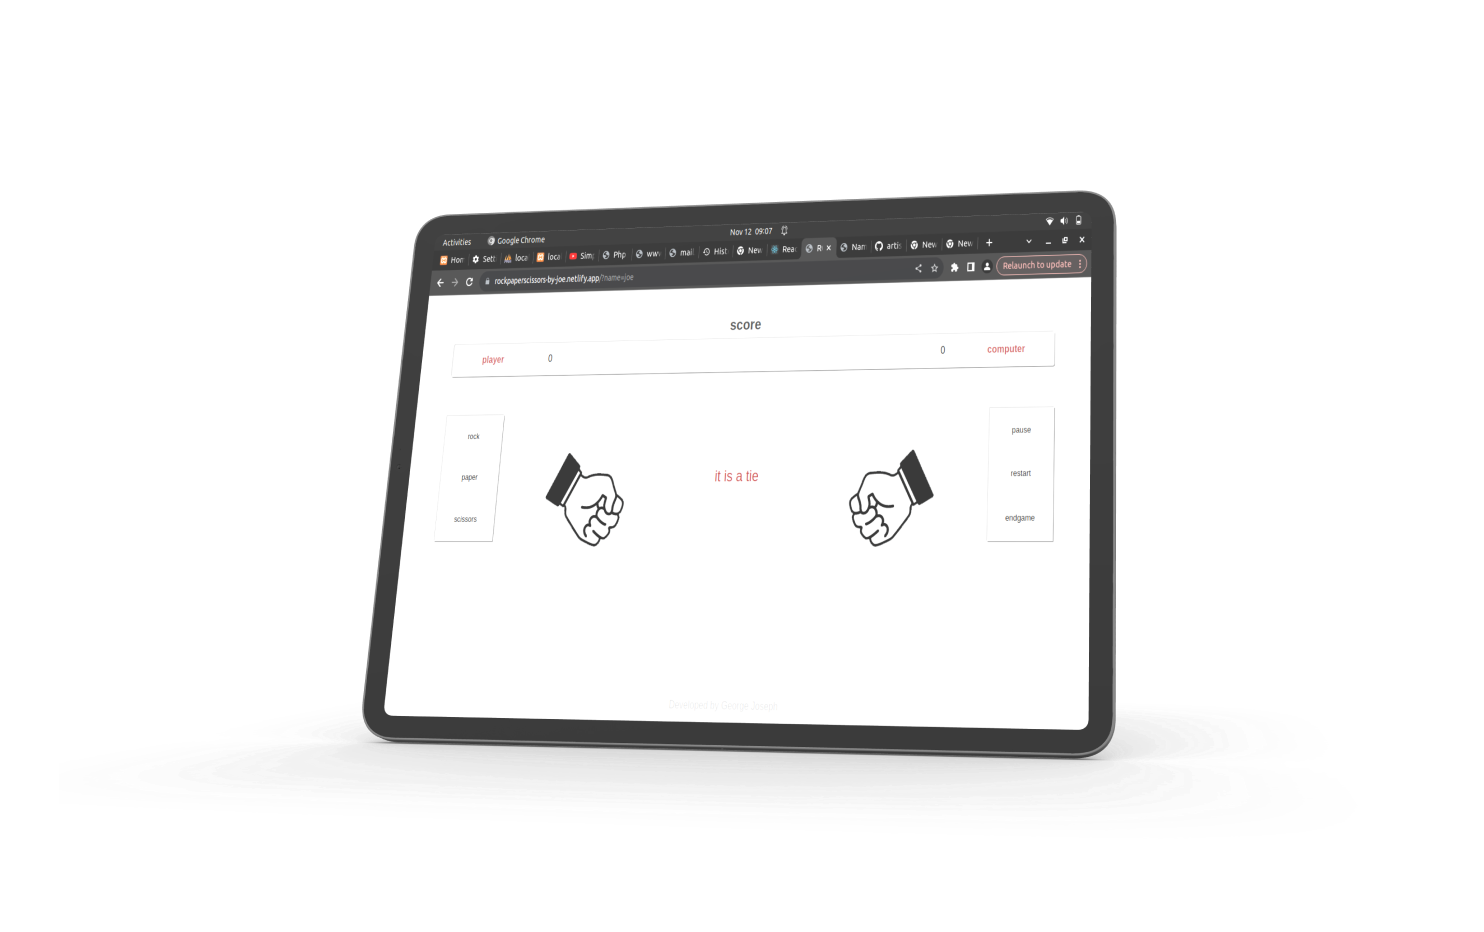 Activities Google Chrome Nov 12 09:07
Hon Sett loca loca Sim Php wwv mail Hist New Rea R Nam artis New New
rockpaperscissors-by-joe.netlify.app/?name=joe Relaunch to update
score
player 0 0 computer
rock
paper
scissors
it is a tie
pause
restart
endgame
Developed by George Joseph